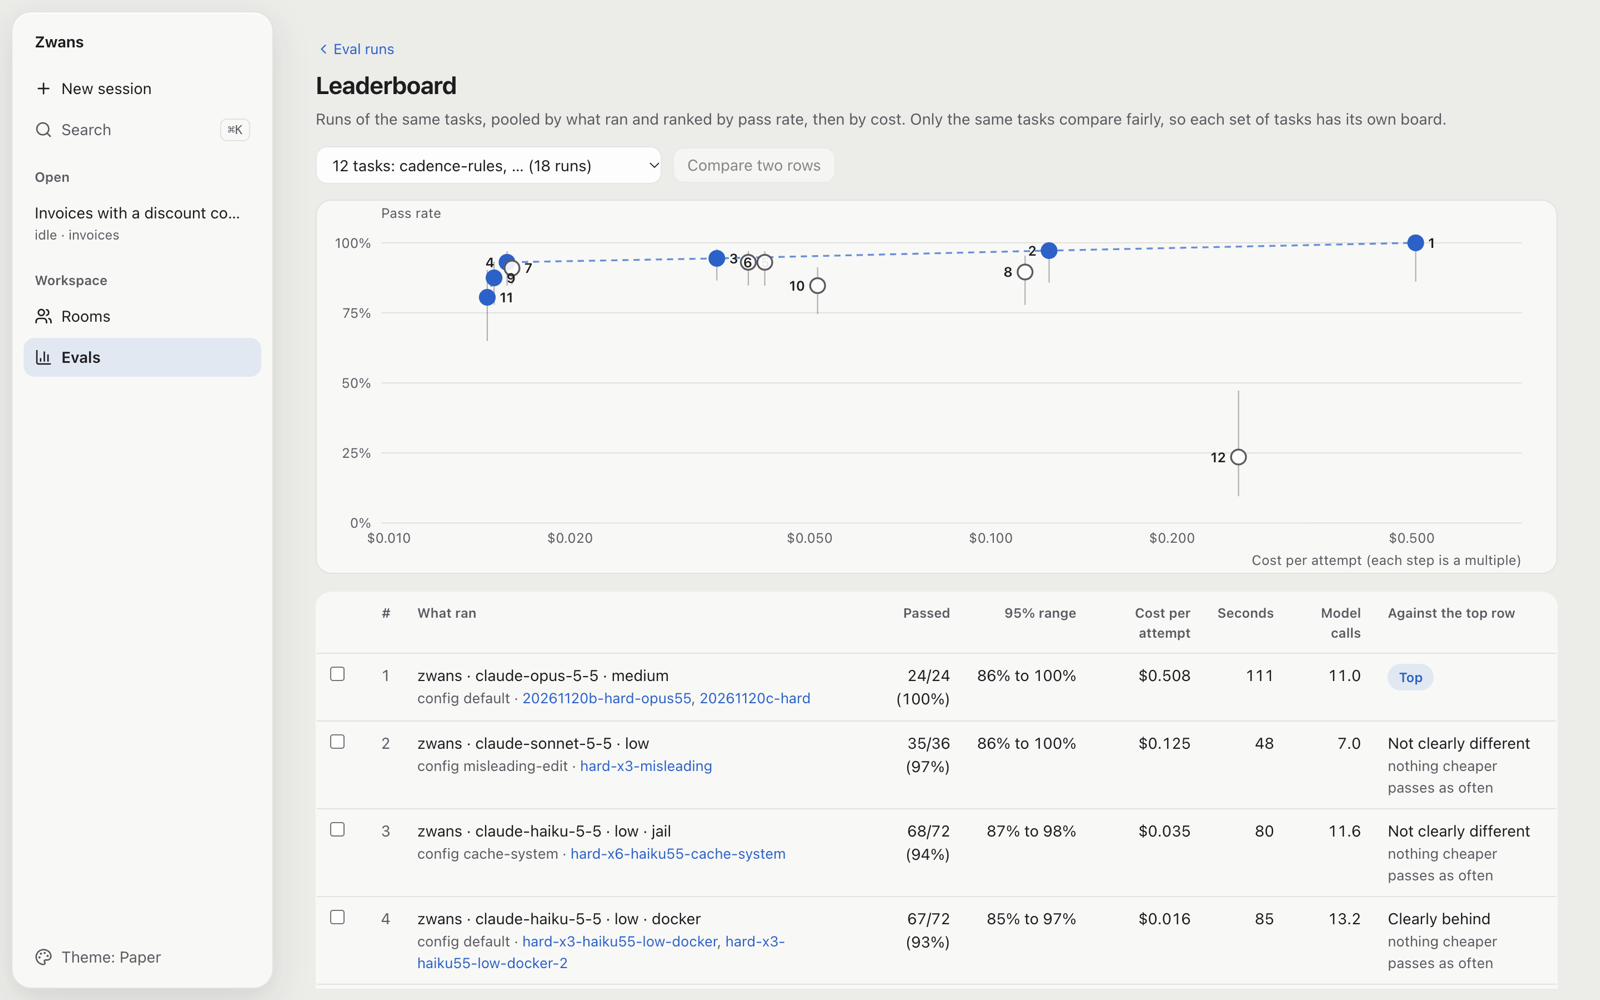 Zwans
New session
Search
⌘K
Open
Invoices with a discount co...
idle · invoices
Workspace
Rooms
Evals
Theme: Paper
Eval runs
Leaderboard
Runs of the same tasks, pooled by what ran and ranked by pass rate, then by cost. Only the same tasks compare fairly, so each set of tasks has its own board.
12 tasks: cadence-rules, ... (18 runs)
Compare two rows
Pass rate
100%
75%
50%
25%
0%
4
7
9
11
3
6
10
8
2
1
12
$0.010
$0.020
$0.050
$0.100
$0.200
$0.500
Cost per attempt (each step is a multiple)
# What ran Passed 95% range Cost per attempt Seconds Model calls Against the top row
1 zwans · claude-opus-5-5 · medium 24/24 86% to 100% $0.508 111 11.0 Top
config default · 20261120b-hard-opus55, 20261120c-hard (100%)
2 zwans · claude-sonnet-5-5 · low 35/36 86% to 100% $0.125 48 7.0 Not clearly different
config misleading-edit · hard-x3-misleading (97%) nothing cheaper
passes as often
3 zwans · claude-haiku-5-5 · low · jail 68/72 87% to 98% $0.035 80 11.6 Not clearly different
config cache-system · hard-x6-haiku55-cache-system (94%) nothing cheaper
passes as often
4 zwans · claude-haiku-5-5 · low · docker 67/72 85% to 97% $0.016 85 13.2 Clearly behind
config default · hard-x3-haiku55-low-docker, hard-x3- (93%) nothing cheaper
haiku55-low-docker-2 passes as often